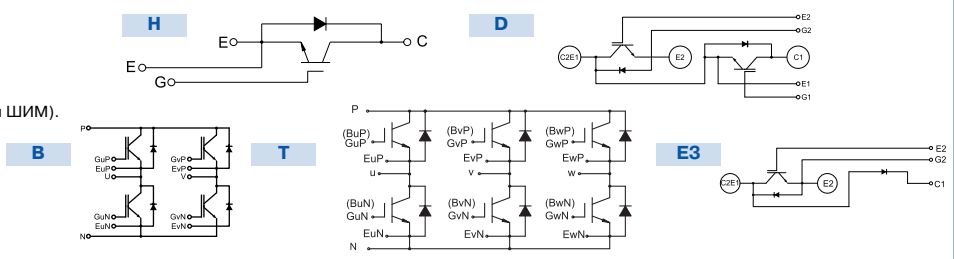 H
E
C
E
G
D
E2
G2
C2E1
E2
C1
E1
G1
ШИМ).
B
P
GuP
EuP
U
GvP
EvP
V
GuN
EuN
GvN
EvN
N
T
P
(BuP)
GuP
EuP
u
(BvP)
GvP
EvP
v
(BwP)
GwP
EwP
w
(BuN)
GuN
EuN
(BvN)
GvN
EvN
(BwN)
GwN
EwN
N
E3
E2
G2
C2E1
E2
C1